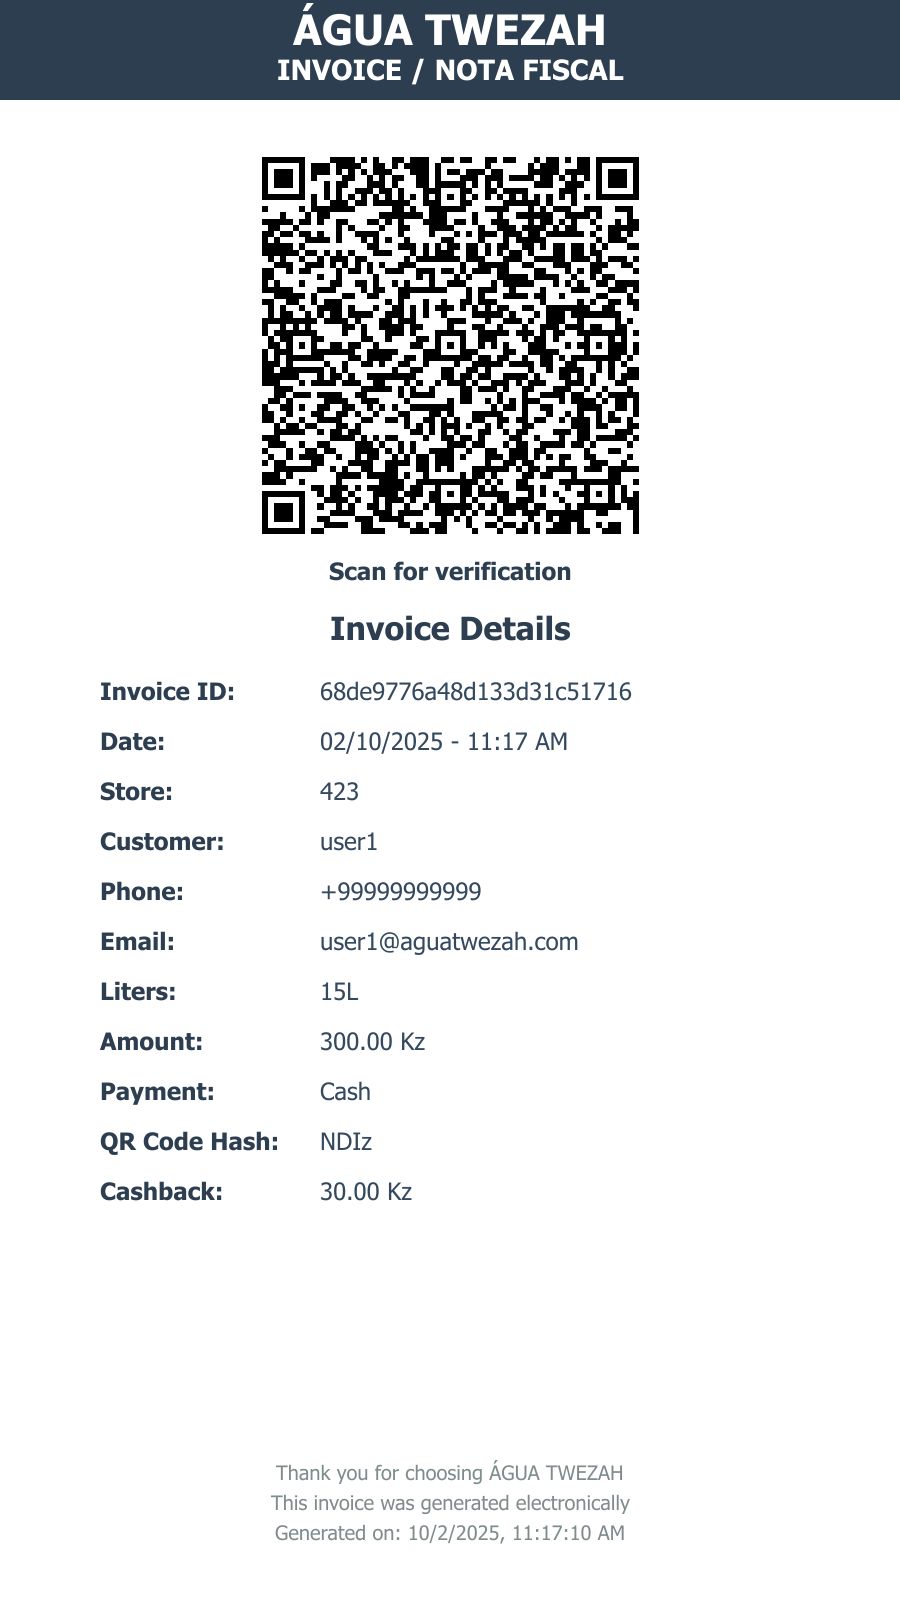 ÁGUA TWEZAH
INVOICE / NOTA FISCAL
Scan for verification
Invoice Details
Invoice ID: 68de9776a48d133d31c51716
Date: 02/10/2025 - 11:17 AM
Store: 423
Customer: user1
Phone: +99999999999
Email: user1@aguatwezah.com
Liters: 15L
Amount: 300.00 Kz
Payment: Cash
QR Code Hash: NDIz
Cashback: 30.00 Kz
Thank you for choosing ÁGUA TWEZAH
This invoice was generated electronically
Generated on: 10/2/2025, 11:17:10 AM